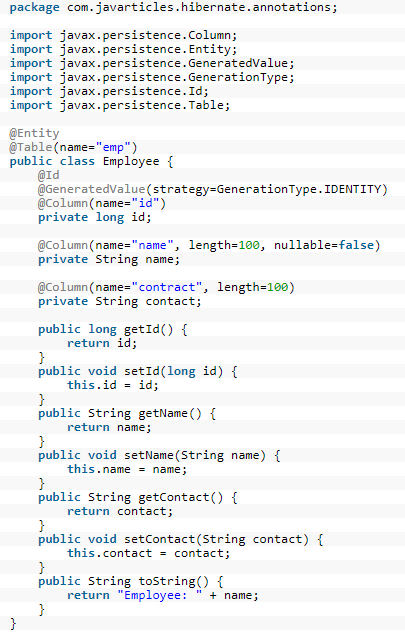 package com.javarticles.hibernate.annotations;

import javax.persistence.Column;
import javax.persistence.Entity;
import javax.persistence.GeneratedValue;
import javax.persistence.GenerationType;
import javax.persistence.Id;
import javax.persistence.Table;

@Entity
@Table(name="emp")
public class Employee {
    @Id
    @GeneratedValue(strategy=GenerationType.IDENTITY)
    @Column(name="id")
    private long id;

    @Column(name="name", length=100, nullable=false)
    private String name;

    @Column(name="contract", length=100)
    private String contact;

    public long getId() {
        return id;
    }
    public void setId(long id) {
        this.id = id;
    }
    public String getName() {
        return name;
    }
    public void setName(String name) {
        this.name = name;
    }
    public String getContact() {
        return contact;
    }
    public void setContact(String contact) {
        this.contact = contact;
    }
    public String toString() {
        return "Employee: " + name;
    }
}